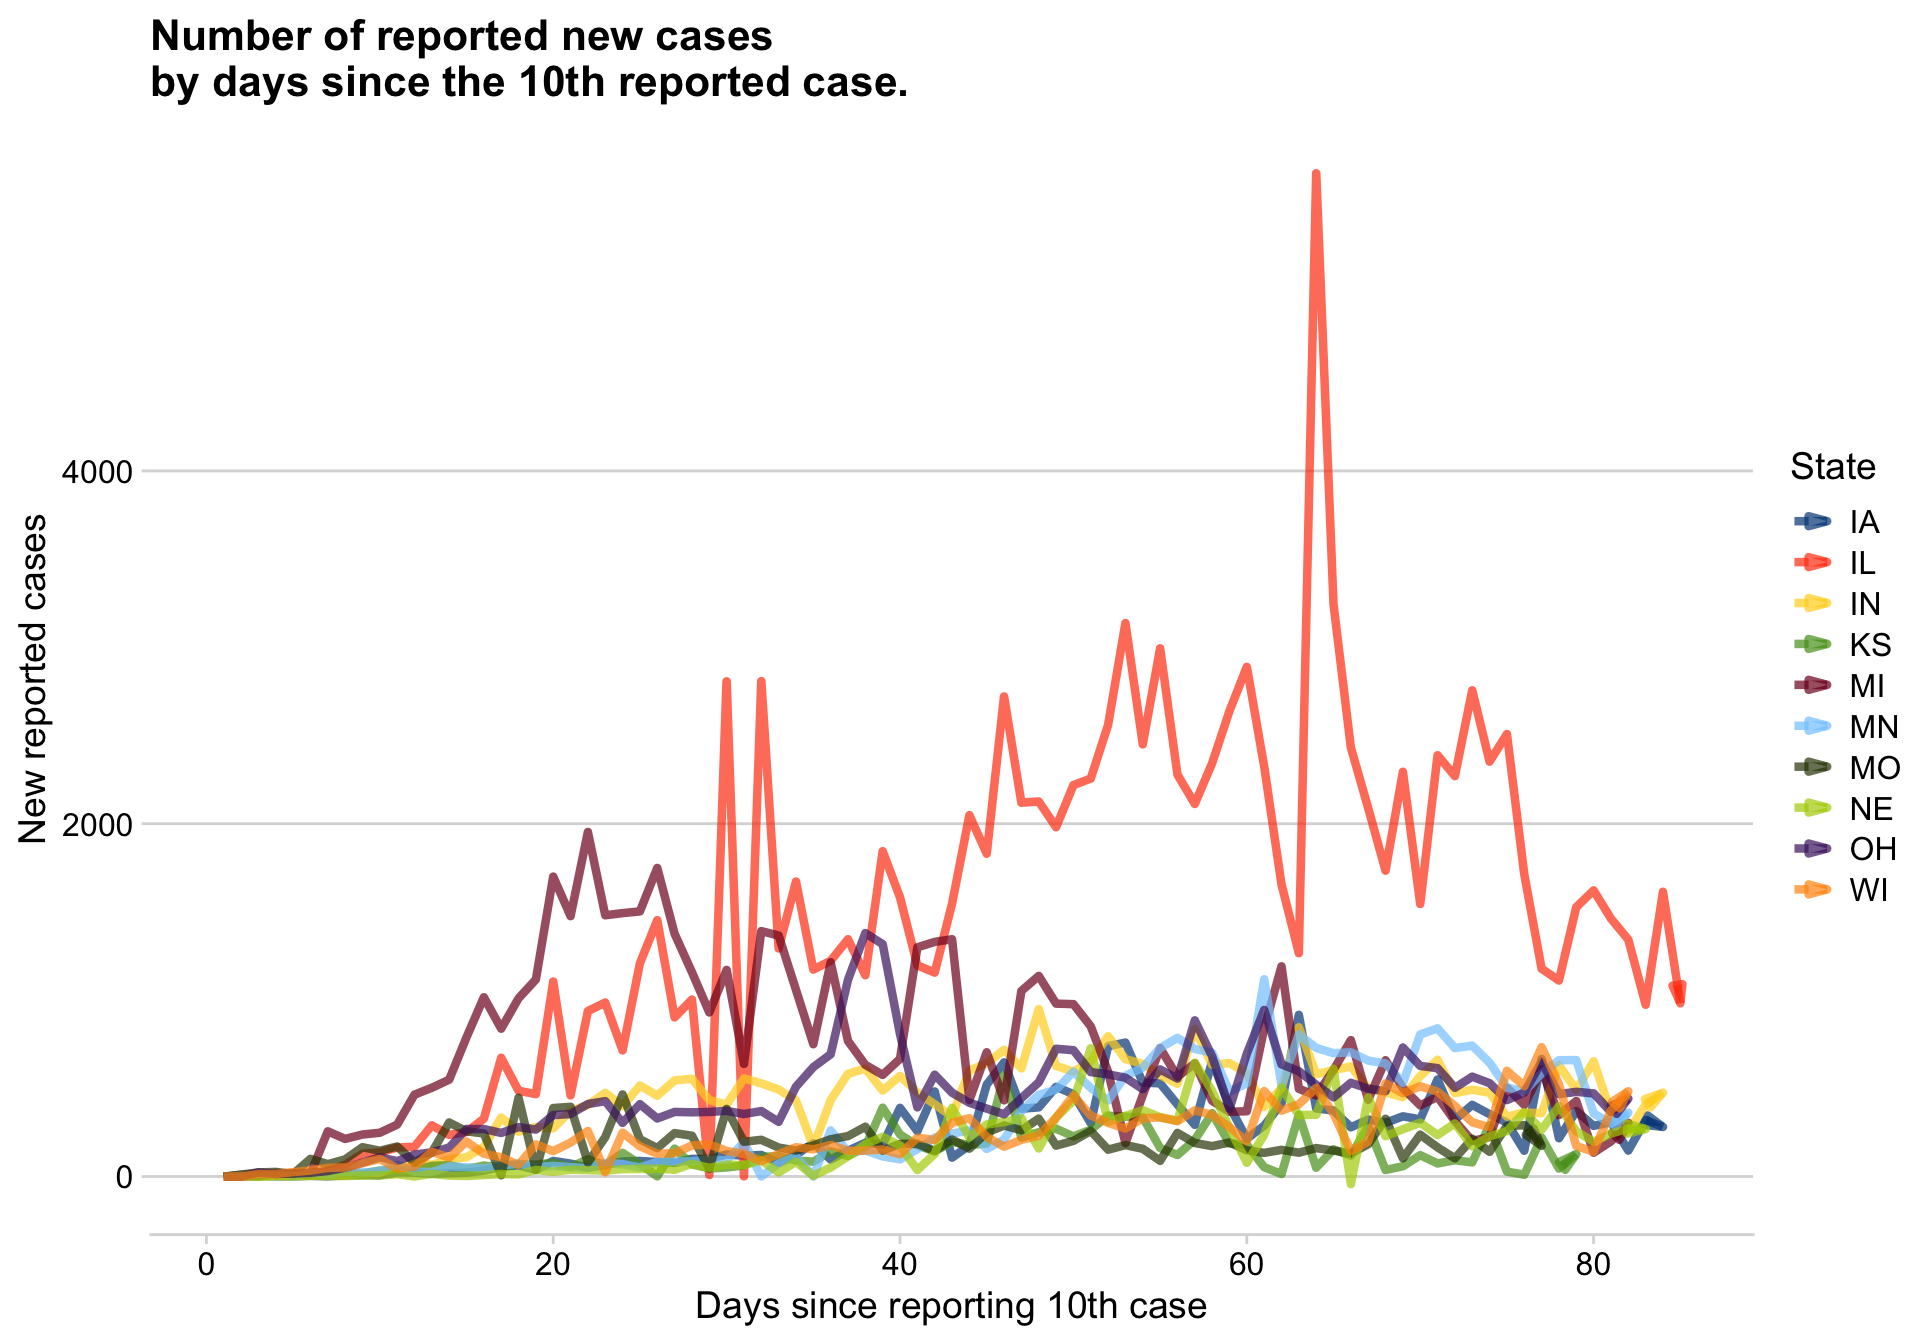 Number of reported new cases
by days since the 10th reported case.
4000
2000
0
New reported cases
0
20
40
60
80
Days since reporting 10th case
State
IA
IL
IN
KS
MI
MN
MO
NE
OH
WI